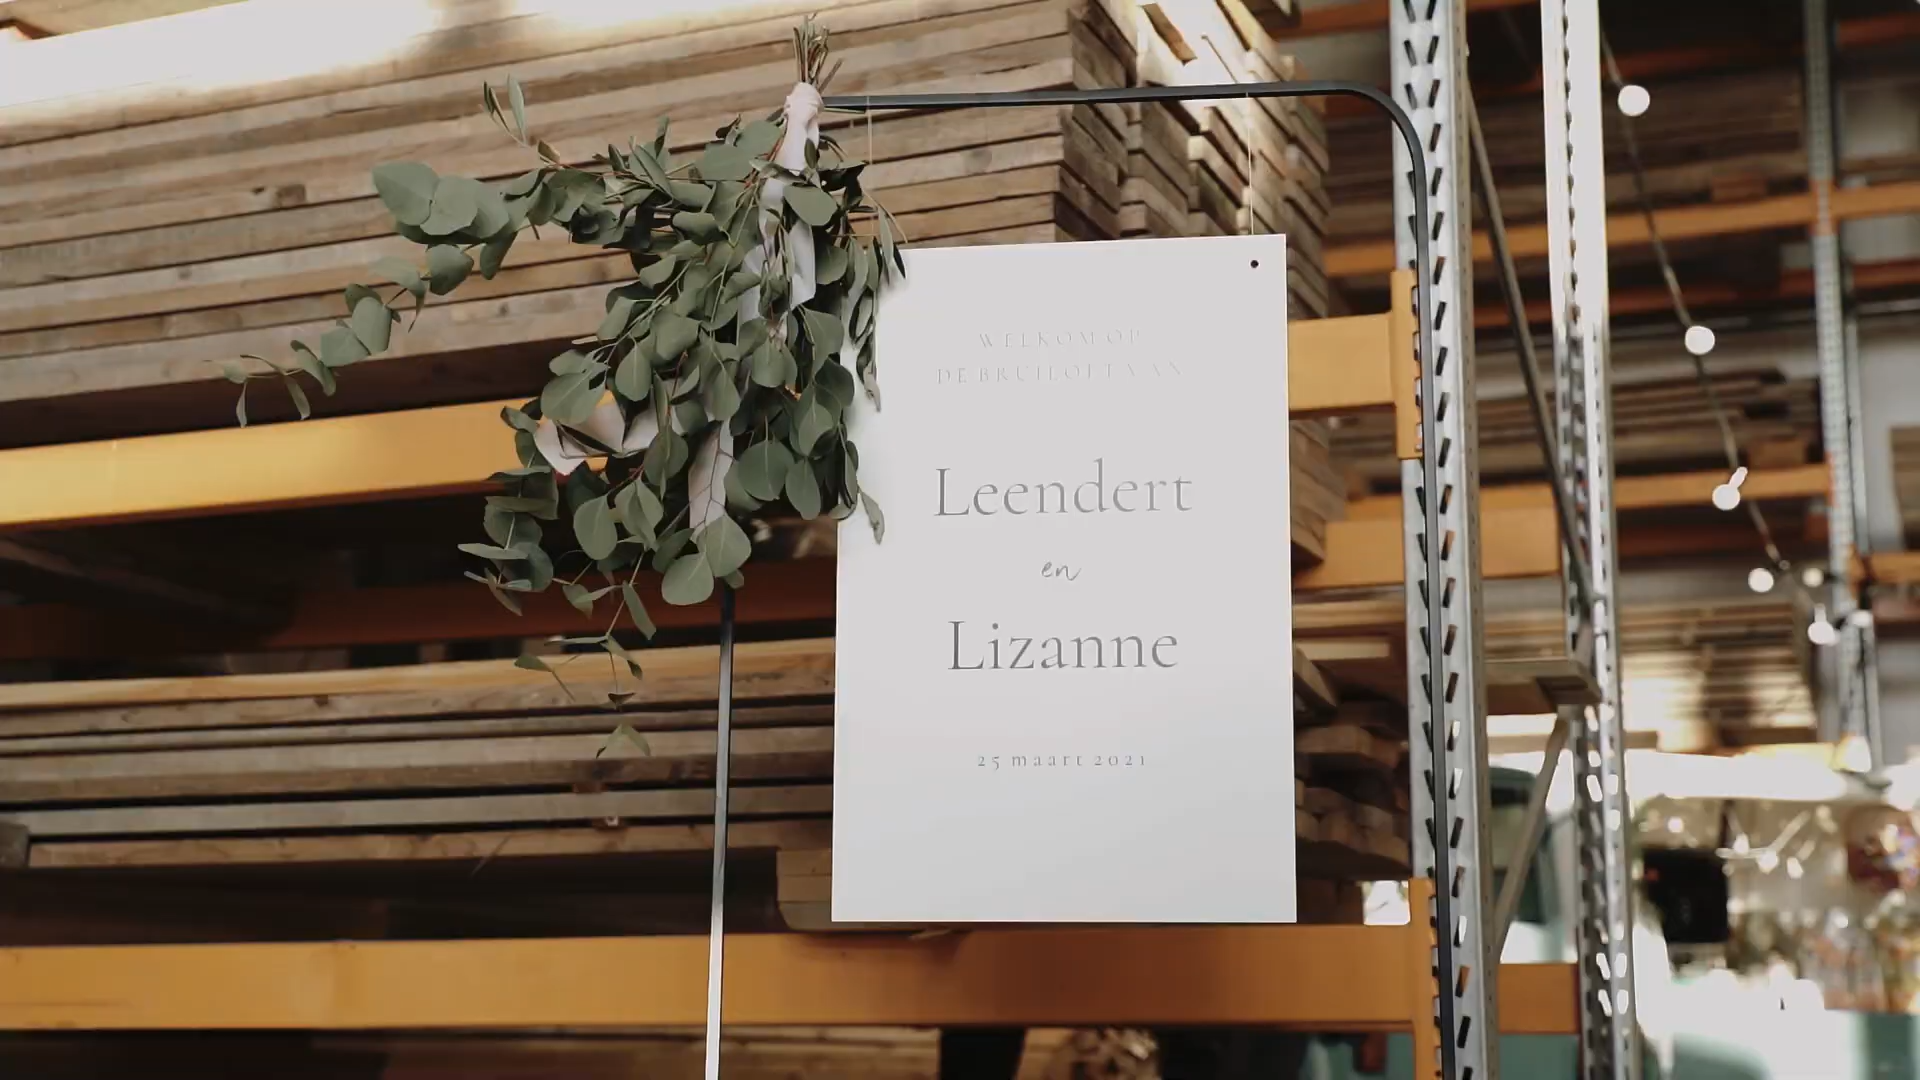 WELKOM OP
DE BRUILOFT VAN
Leendert
en
Lizanne
25 maart 2021